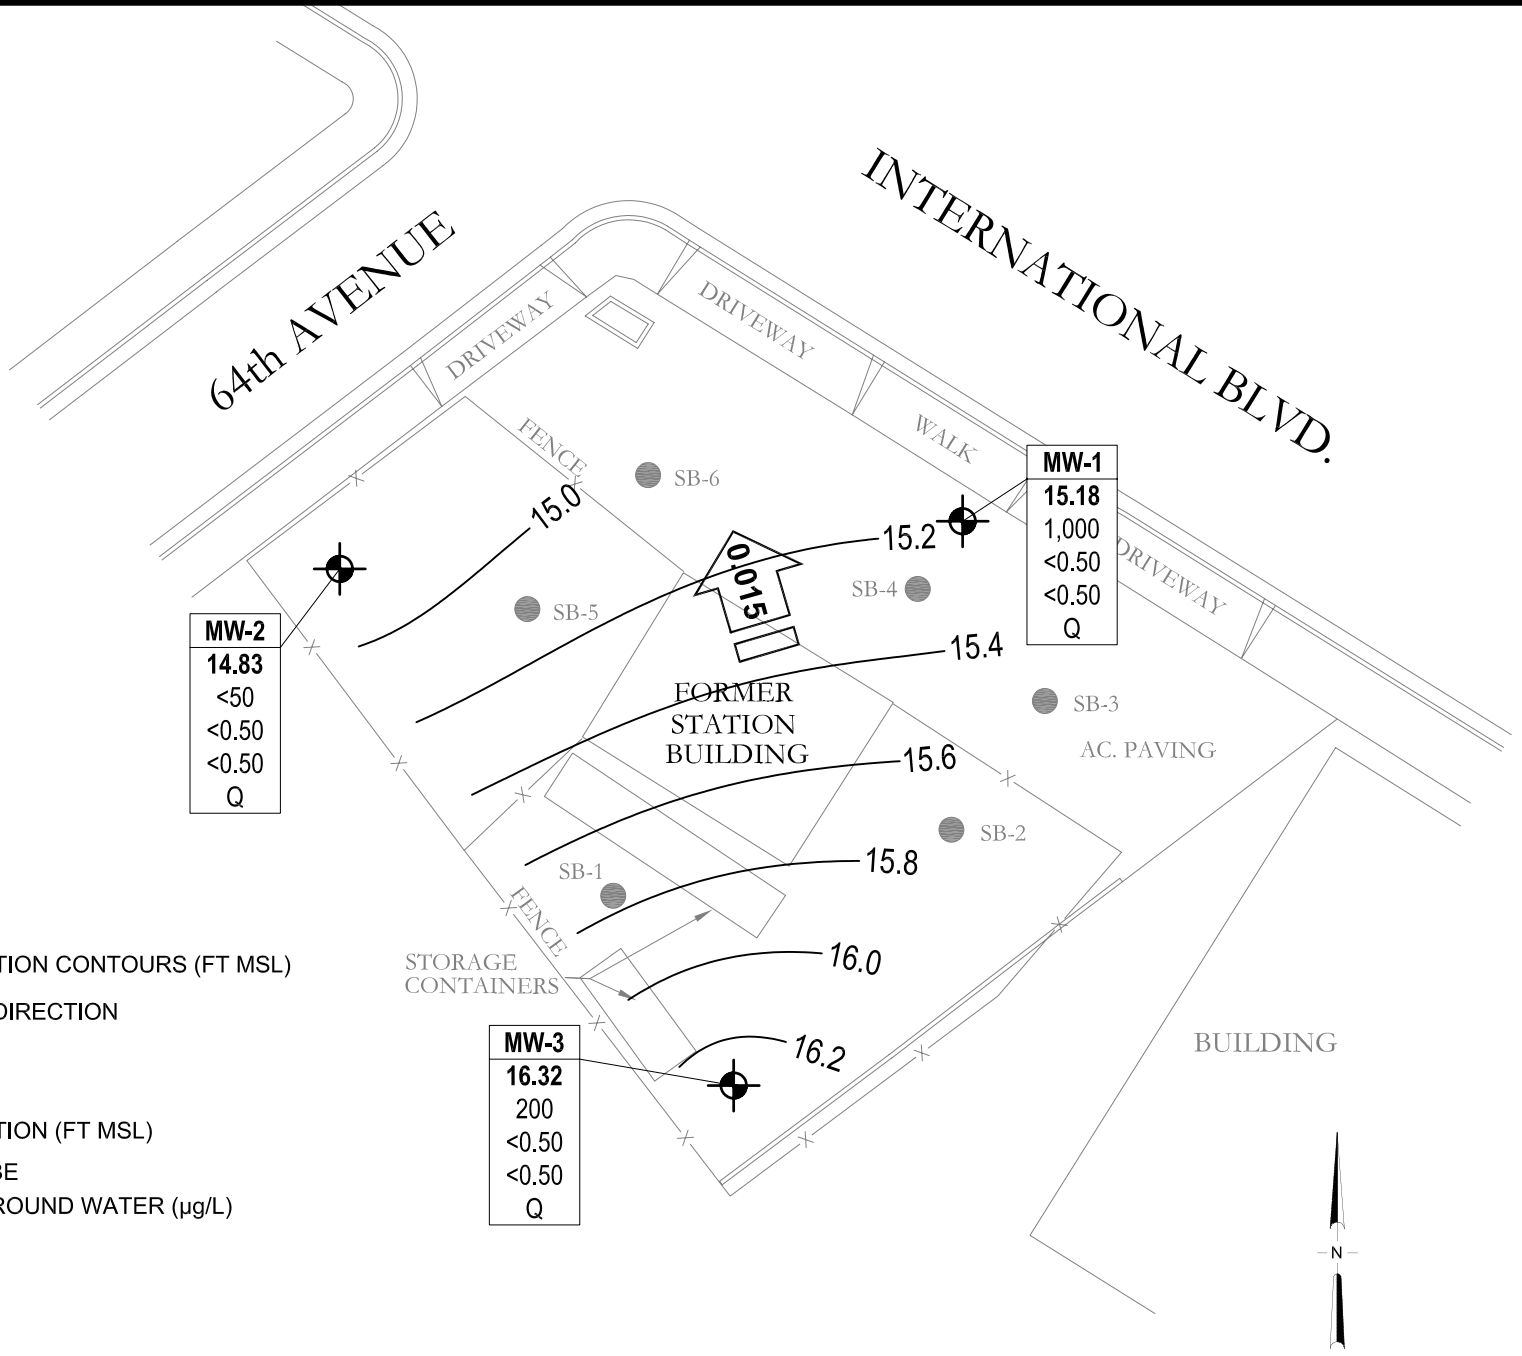 INTERNATIONAL BLVD.
64th AVENUE
DRIVEWAY
DRIVEWAY
WALK
DRIVEWAY
FENCE
SB-6
MW-1
15.18
1,000
<0.50
<0.50
Q
15.0
15.2
0.015
SB-4
SB-5
MW-2
14.83
<50
<0.50
<0.50
Q
15.4
FORMER
STATION
BUILDING
SB-3
AC. PAVING
15.6
SB-2
15.8
SB-1
FENCE
STORAGE
CONTAINERS
16.0
TION CONTOURS (FT MSL)
DIRECTION
MW-3
16.32
200
<0.50
<0.50
Q
16.2
BUILDING
TION (FT MSL)
BE
ROUND WATER (µg/L)
N